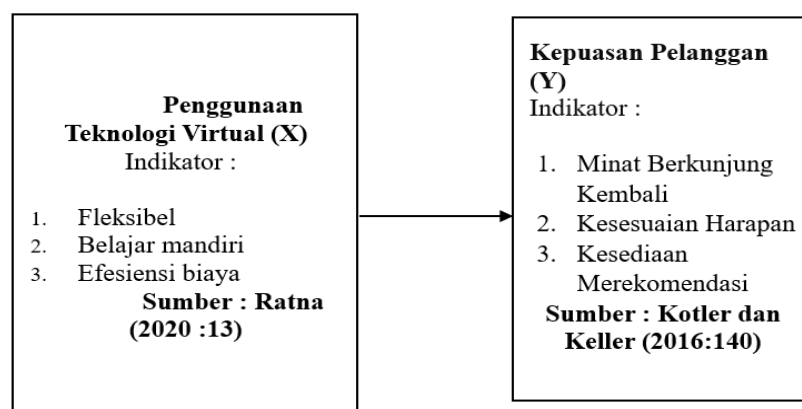 Penggunaan
Teknologi Virtual (X)
Indikator :
1. Fleksibel
2. Belajar mandiri
3. Efesiensi biaya
Sumber : Ratna
(2020 :13)
Kepuasan Pelanggan
(Y)
Indikator :
1. Minat Berkunjung
Kembali
2. Kesesuaian Harapan
3. Kesediaan
Merekomendasi
Sumber : Kotler dan
Keller (2016:140)